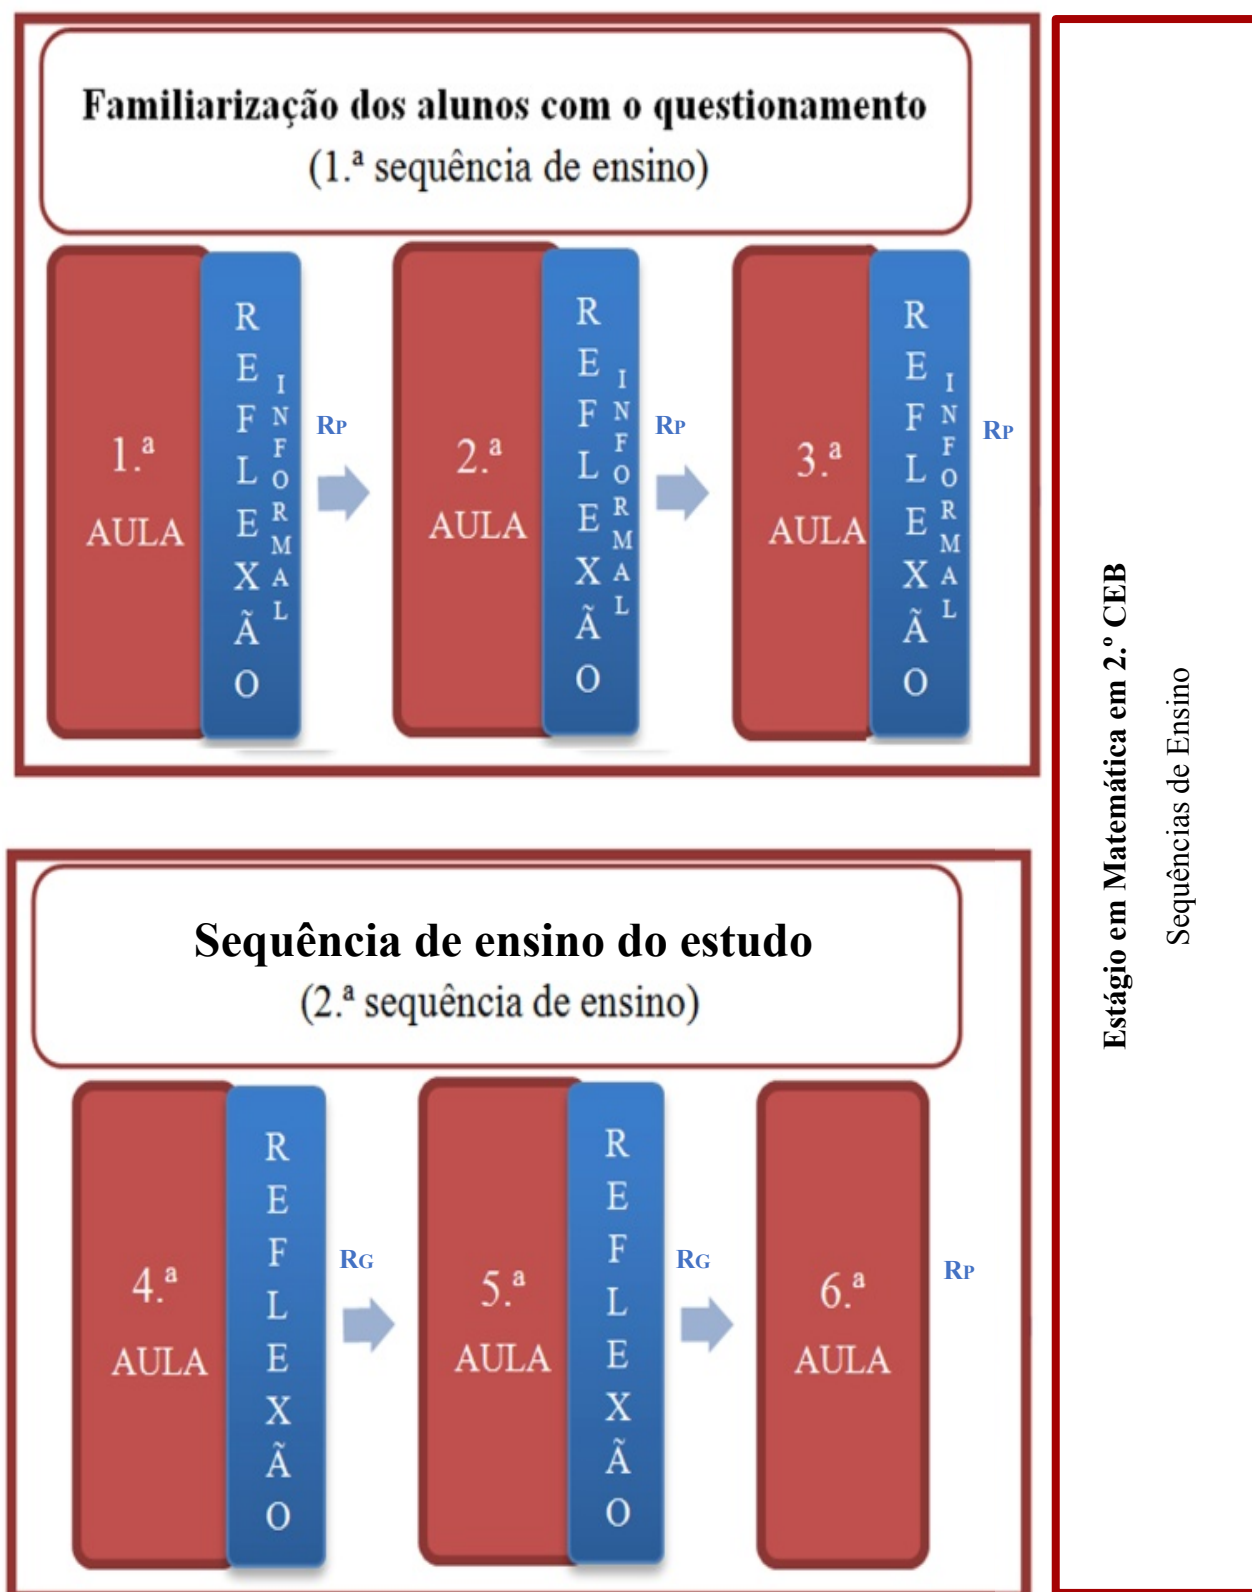 Familiarização dos alunos com o questionamento
(1.ª sequência de ensino)
1.ª
AULA
REFLEXÃO
INFORMAL
RP
2.ª
AULA
REFLEXÃO
INFORMAL
RP
3.ª
AULA
REFLEXÃO
INFORMAL
RP
Sequência de ensino do estudo
(2.ª sequência de ensino)
4.ª
AULA
REFLEXÃO
RG
5.ª
AULA
REFLEXÃO
RG
6.ª
AULA
RP
Estágio em Matemática em 2.º CEB
Sequências de Ensino